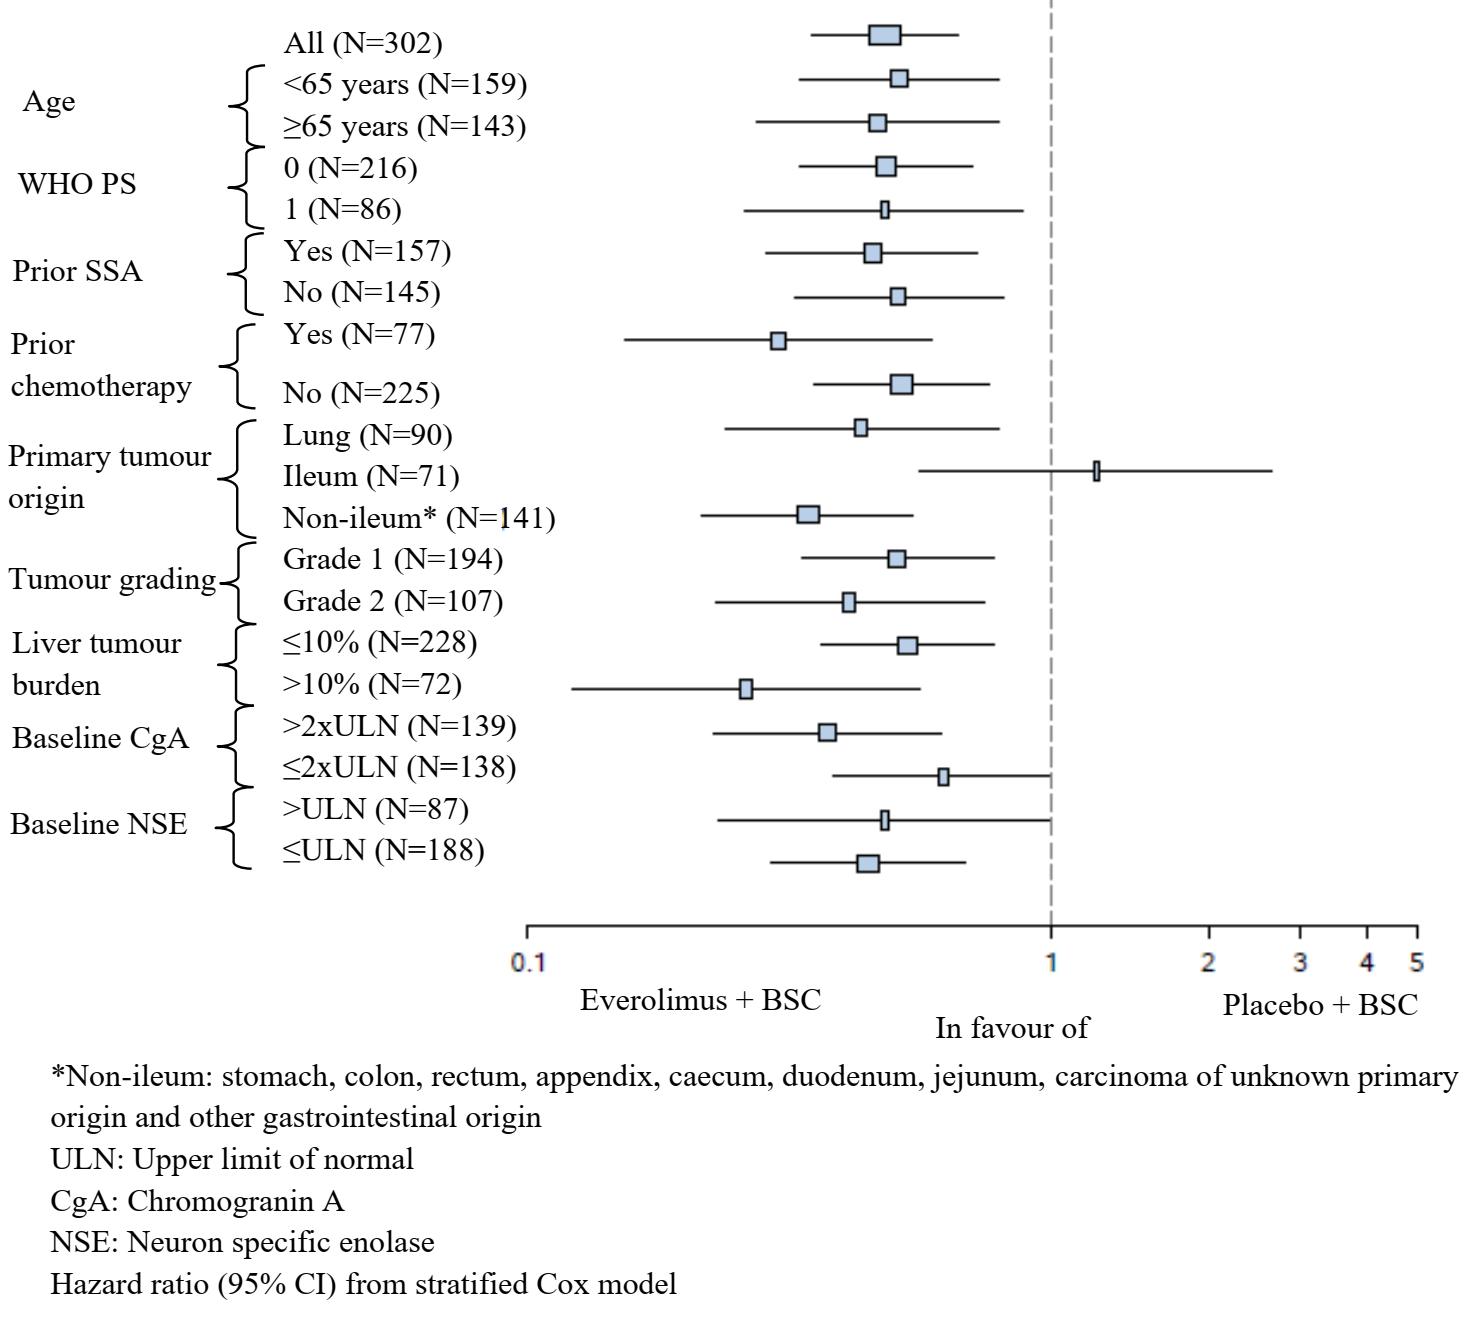 All (N=302)
Age
<65 years (N=159)
≥65 years (N=143)
WHO PS
0 (N=216)
1 (N=86)
Prior SSA
Yes (N=157)
No (N=145)
Prior
chemotherapy
Yes (N=77)
No (N=225)
Primary tumour
origin
Lung (N=90)
Ileum (N=71)
Non-ileum* (N=141)
Tumour grading
Grade 1 (N=194)
Grade 2 (N=107)
Liver tumour
burden
≤10% (N=228)
>10% (N=72)
Baseline CgA
>2xULN (N=139)
≤2xULN (N=138)
Baseline NSE
>ULN (N=87)
≤ULN (N=188)
0.1 1 2 3 4 5
Everolimus + BSC
Placebo + BSC
In favour of
*Non-ileum: stomach, colon, rectum, appendix, caecum, duodenum, jejunum, carcinoma of unknown primary
origin and other gastrointestinal origin
ULN: Upper limit of normal
CgA: Chromogranin A
NSE: Neuron specific enolase
Hazard ratio (95% CI) from stratified Cox model